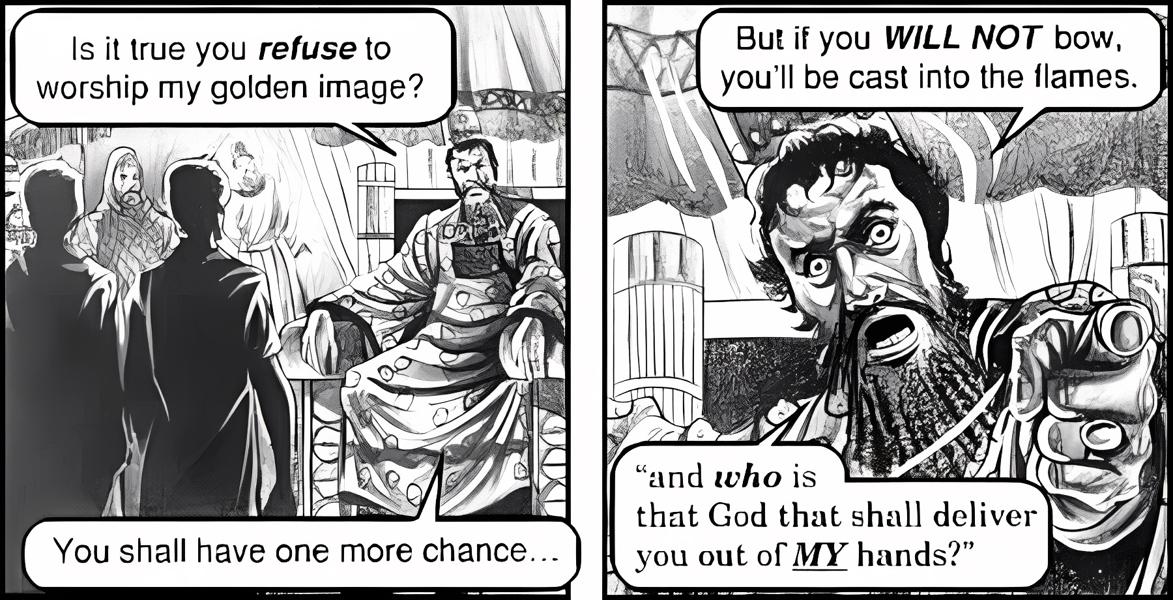 Is it true you refuse to
worship my golden image?
You shall have one more chance...
But if you WILL NOT bow,
you'll be cast into the flames.
“and who is
that God that shall deliver
you out of MY hands?”